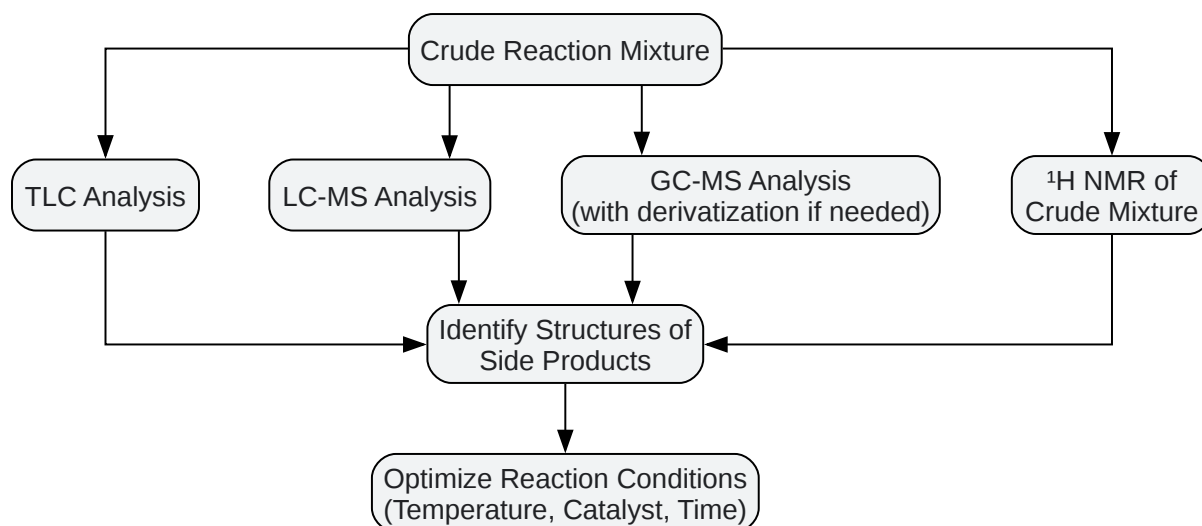 Crude Reaction Mixture
TLC Analysis
LC-MS Analysis
GC-MS Analysis
(with derivatization if needed)
¹H NMR of
Crude Mixture
Identify Structures of
Side Products
Optimize Reaction Conditions
(Temperature, Catalyst, Time)